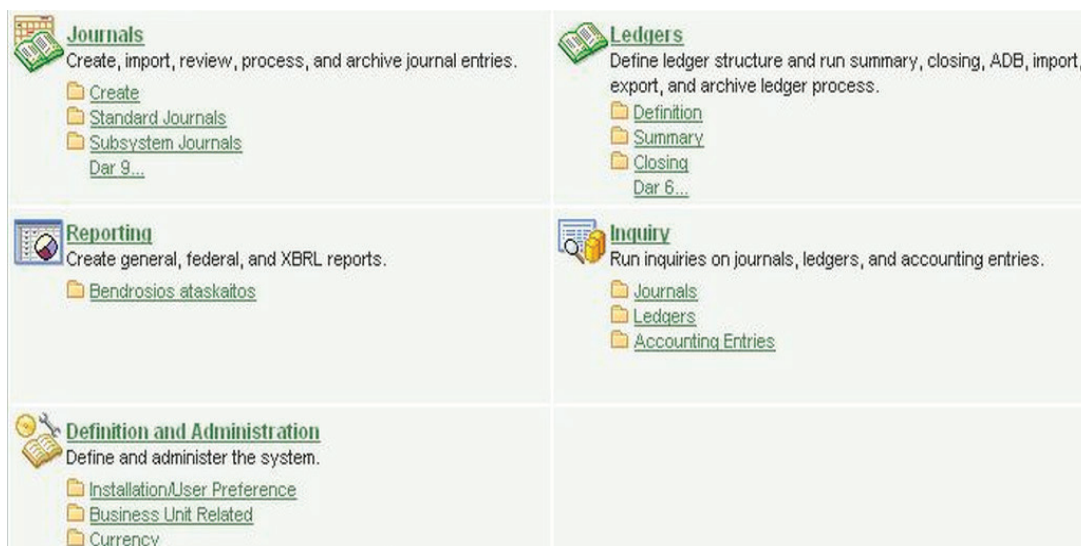 Journals
Create, import, review, process, and archive journal entries.
Create
Standard Journals
Subsystem Journals
Dar 9...
Ledgers
Define ledger structure and run summary, closing, ADB, import,
export, and archive ledger process.
Definition
Summary
Closing
Dar 6...
Reporting
Create general, federal, and XBRL reports.
Bendrosios ataskaitos
Inquiry
Run inquiries on journals, ledgers, and accounting entries.
Journals
Ledgers
Accounting Entries
Definition and Administration
Define and administer the system.
Installation/User Preference
Business Unit Related
Currency